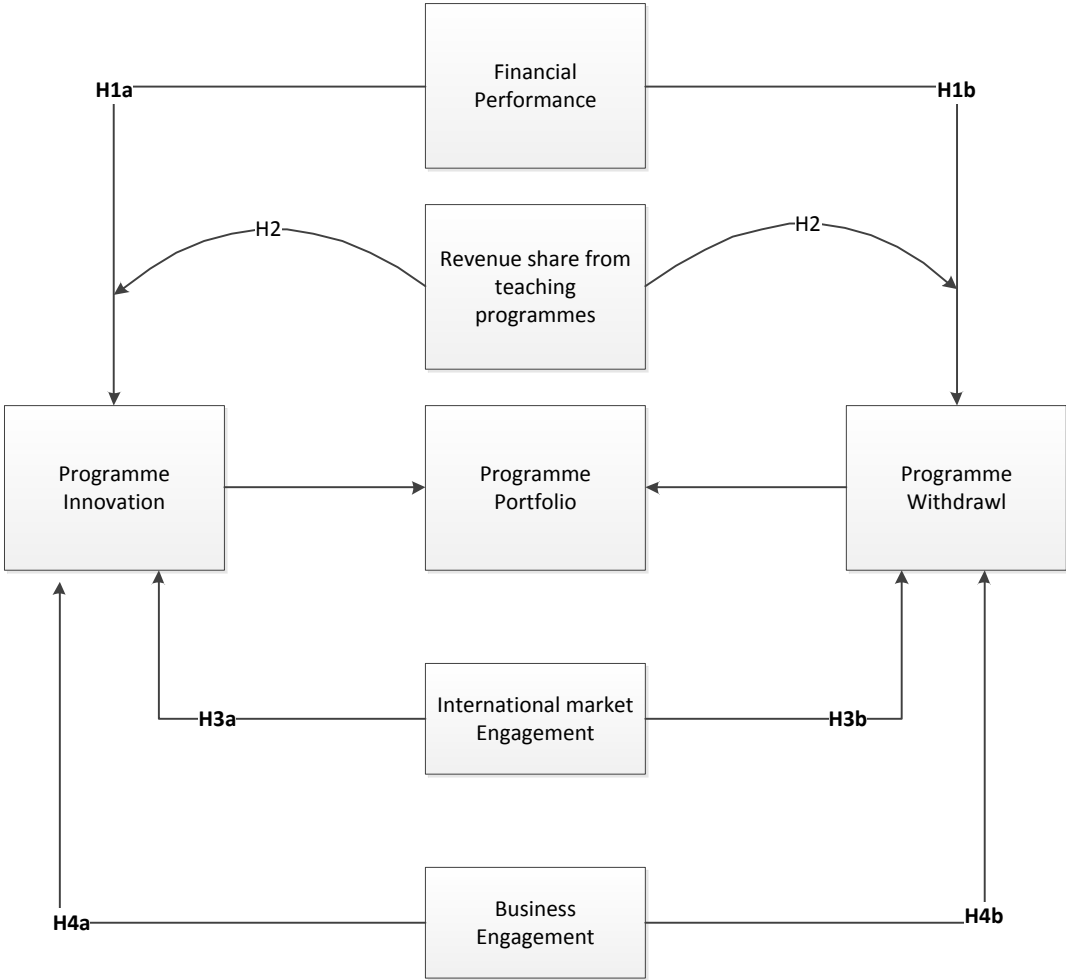 Financial
Performance
H1a
H1b
H2
H2
Revenue share from
teaching
programmes
Programme
Innovation
Programme
Portfolio
Programme
Withdrawl
International market
Engagement
H3a
H3b
Business
Engagement
H4a
H4b